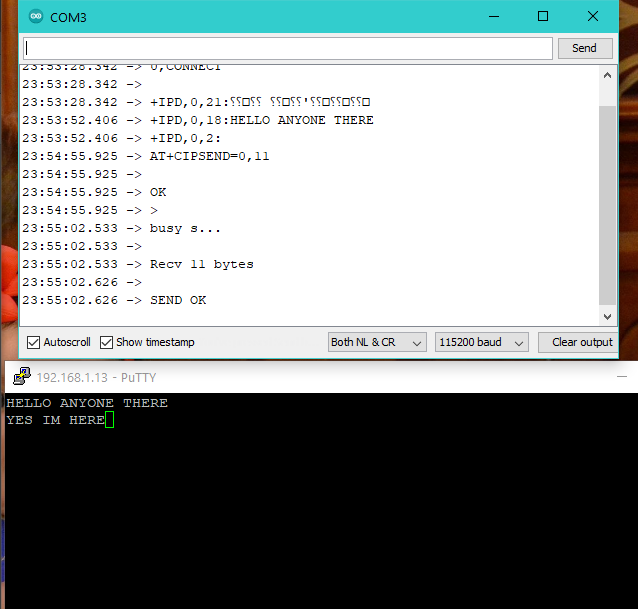 COM3
Send
23:53:28.342 -> 0,CONNECT
23:53:28.342 ->
23:53:28.342 -> +IPD,0,21:⸮⸮□⸮⸮ ⸮⸮□⸮⸮'⸮⸮□⸮⸮□⸮⸮□
23:53:52.406 -> +IPD,0,18:HELLO ANYONE THERE
23:53:52.406 -> +IPD,0,2:
23:54:55.925 -> AT+CIPSEND=0,11
23:54:55.925 ->
23:54:55.925 -> OK
23:54:55.925 -> >
23:55:02.533 -> busy s...
23:55:02.533 ->
23:55:02.533 -> Recv 11 bytes
23:55:02.626 ->
23:55:02.626 -> SEND OK
Autoscroll Show timestamp Both NL & CR 115200 baud Clear output
192.168.1.13 - PuTTY
HELLO ANYONE THERE
YES IM HERE